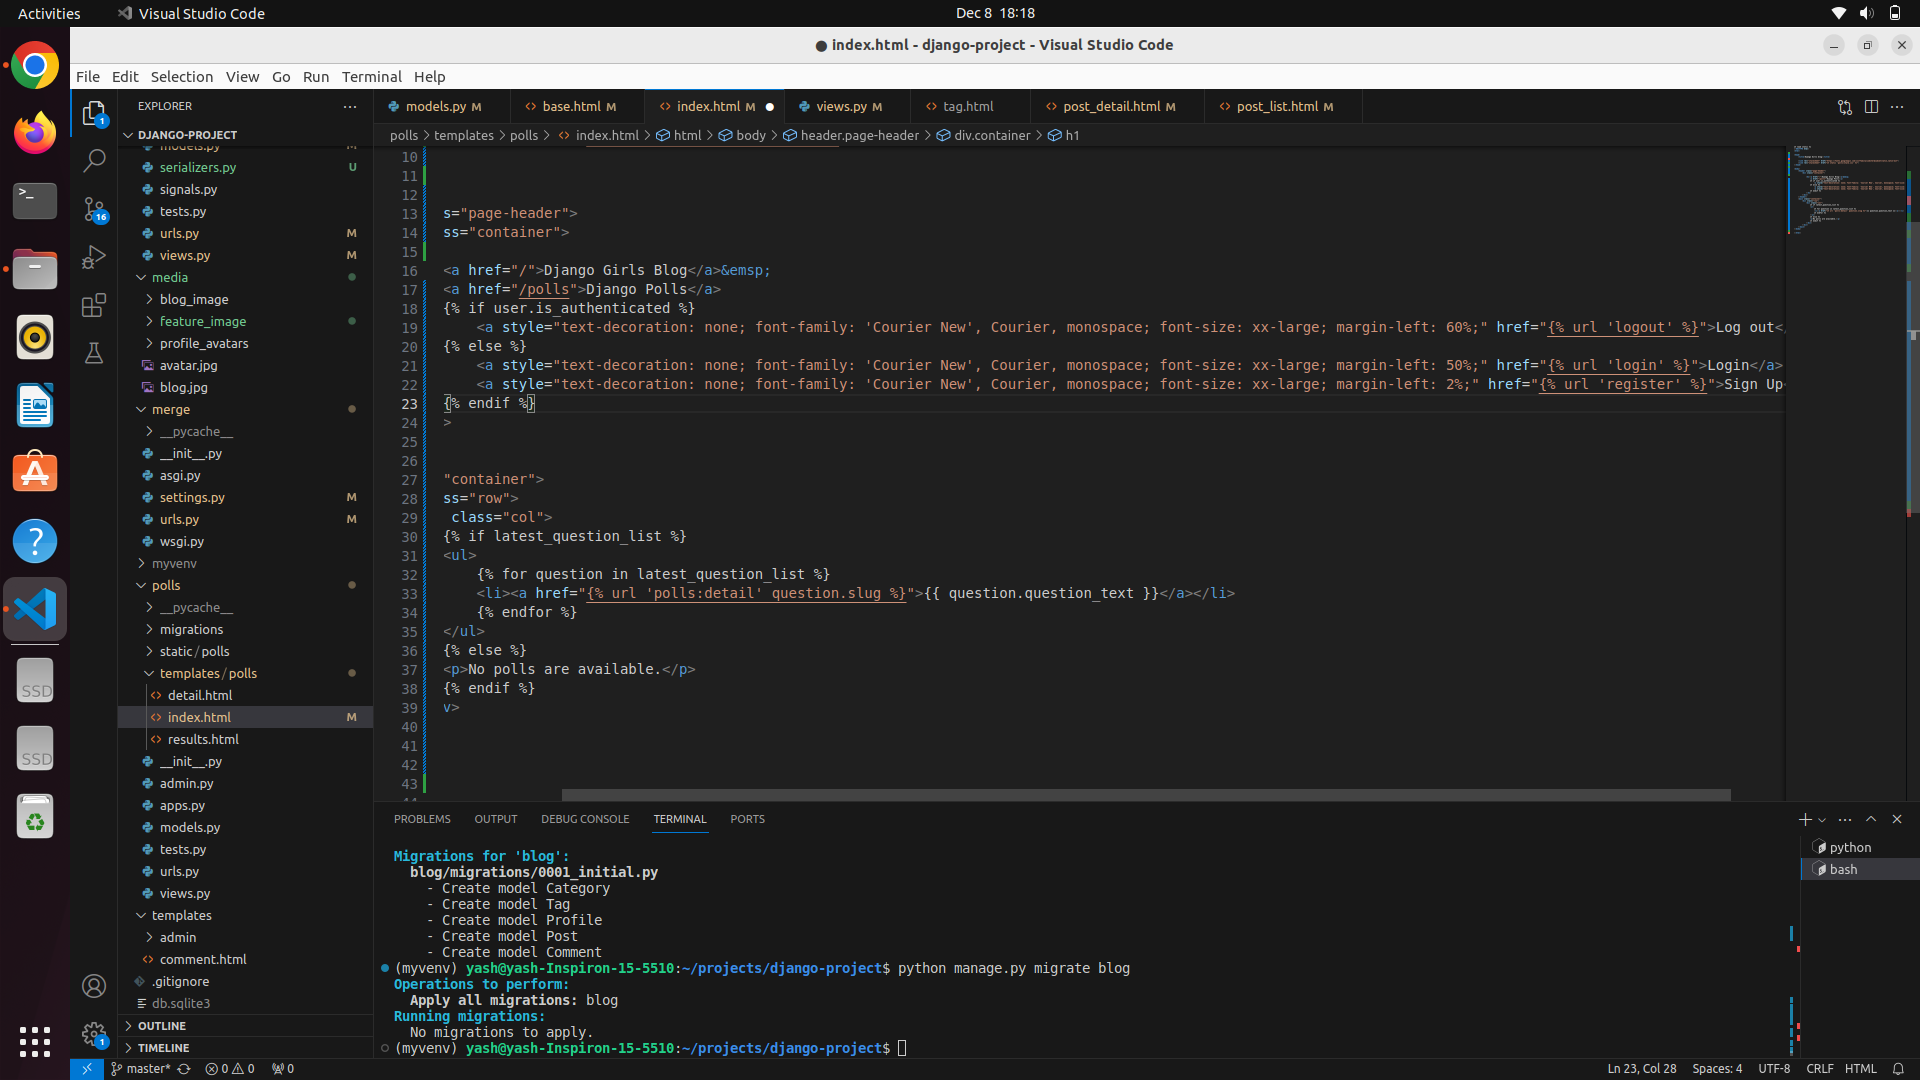 Activities
Visual Studio Code
Dec 8 18:18
index.html - django-project - Visual Studio Code
File Edit Selection View Go Run Terminal Help
EXPLORER
models.py M
base.html M
index.html M
views.py M
tag.html
post_detail.html M
post_list.html M
polls > templates > polls > index.html > html > body > header.page-header > div.container > h1
DJANGO-PROJECT
models.py M
serializers.py U
signals.py
tests.py
urls.py M
views.py M
media
blog_image
feature_image
profile_avatars
avatar.jpg
blog.jpg
merge
__pycache__
__init__.py
asgi.py
settings.py M
urls.py M
wsgi.py
myvenv
polls
__pycache__
migrations
static / polls
templates / polls
detail.html
index.html M
results.html
__init__.py
admin.py
apps.py
models.py
tests.py
urls.py
views.py
templates
admin
comment.html
.gitignore
db.sqlite3
OUTLINE
TIMELINE
1
16
1
SSD
SSD
10
11
12
13 s="page-header">
14 ss="container">
15
16 <a href="/">Django Girls Blog</a>&emsp;
17 <a href="/polls">Django Polls</a>
18 {% if user.is_authenticated %}
19 <a style="text-decoration: none; font-family: 'Courier New', Courier, monospace; font-size: xx-large; margin-left: 60%;" href="{% url 'logout' %}">Log out<
20 {% else %}
21 <a style="text-decoration: none; font-family: 'Courier New', Courier, monospace; font-size: xx-large; margin-left: 50%;" href="{% url 'login' %}">Login</a>
22 <a style="text-decoration: none; font-family: 'Courier New', Courier, monospace; font-size: xx-large; margin-left: 2%;" href="{% url 'register' %}">Sign Up
23 {% endif %}
24 >
25
26
27 "container">
28 ss="row">
29 class="col">
30 {% if latest_question_list %}
31 <ul>
32 {% for question in latest_question_list %}
33 <li><a href="{% url 'polls:detail' question.slug %}">{{ question.question_text }}</a></li>
34 {% endfor %}
35 </ul>
36 {% else %}
37 <p>No polls are available.</p>
38 {% endif %}
39 v>
40
41
42
43
PROBLEMS OUTPUT DEBUG CONSOLE TERMINAL PORTS
Migrations for 'blog':
blog/migrations/0001_initial.py
- Create model Category
- Create model Tag
- Create model Profile
- Create model Post
- Create model Comment
(myvenv) yash@yash-Inspiron-15-5510:~/projects/django-project$ python manage.py migrate blog
Operations to perform:
Apply all migrations: blog
Running migrations:
No migrations to apply.
(myvenv) yash@yash-Inspiron-15-5510:~/projects/django-project$
python
bash
master* 0 0 0
Ln 23, Col 28 Spaces: 4 UTF-8 CRLF HTML